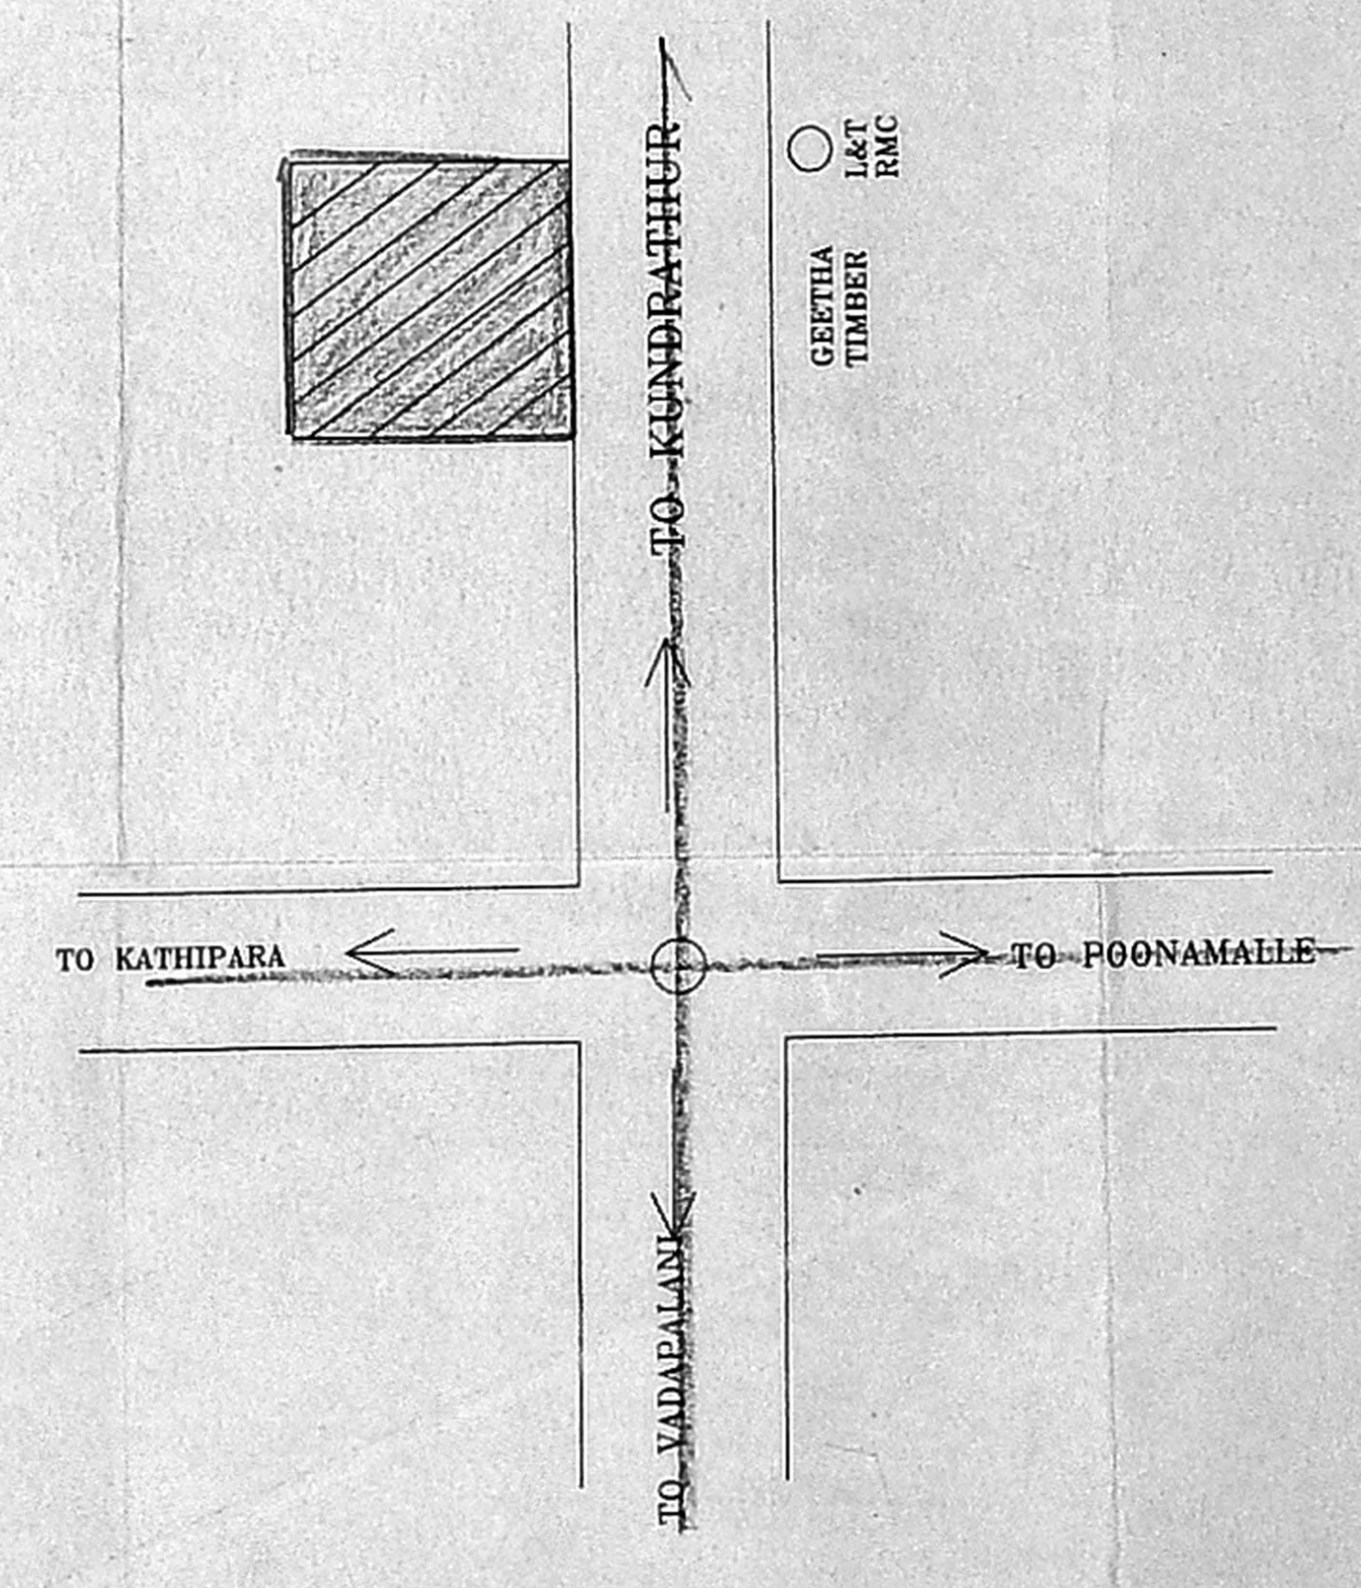 TO KUNDRATHUR
L&T
RMC
GEETHA
TIMBER
TO KATHIPARA
TO POONAMALLE
TO VADAPALANI